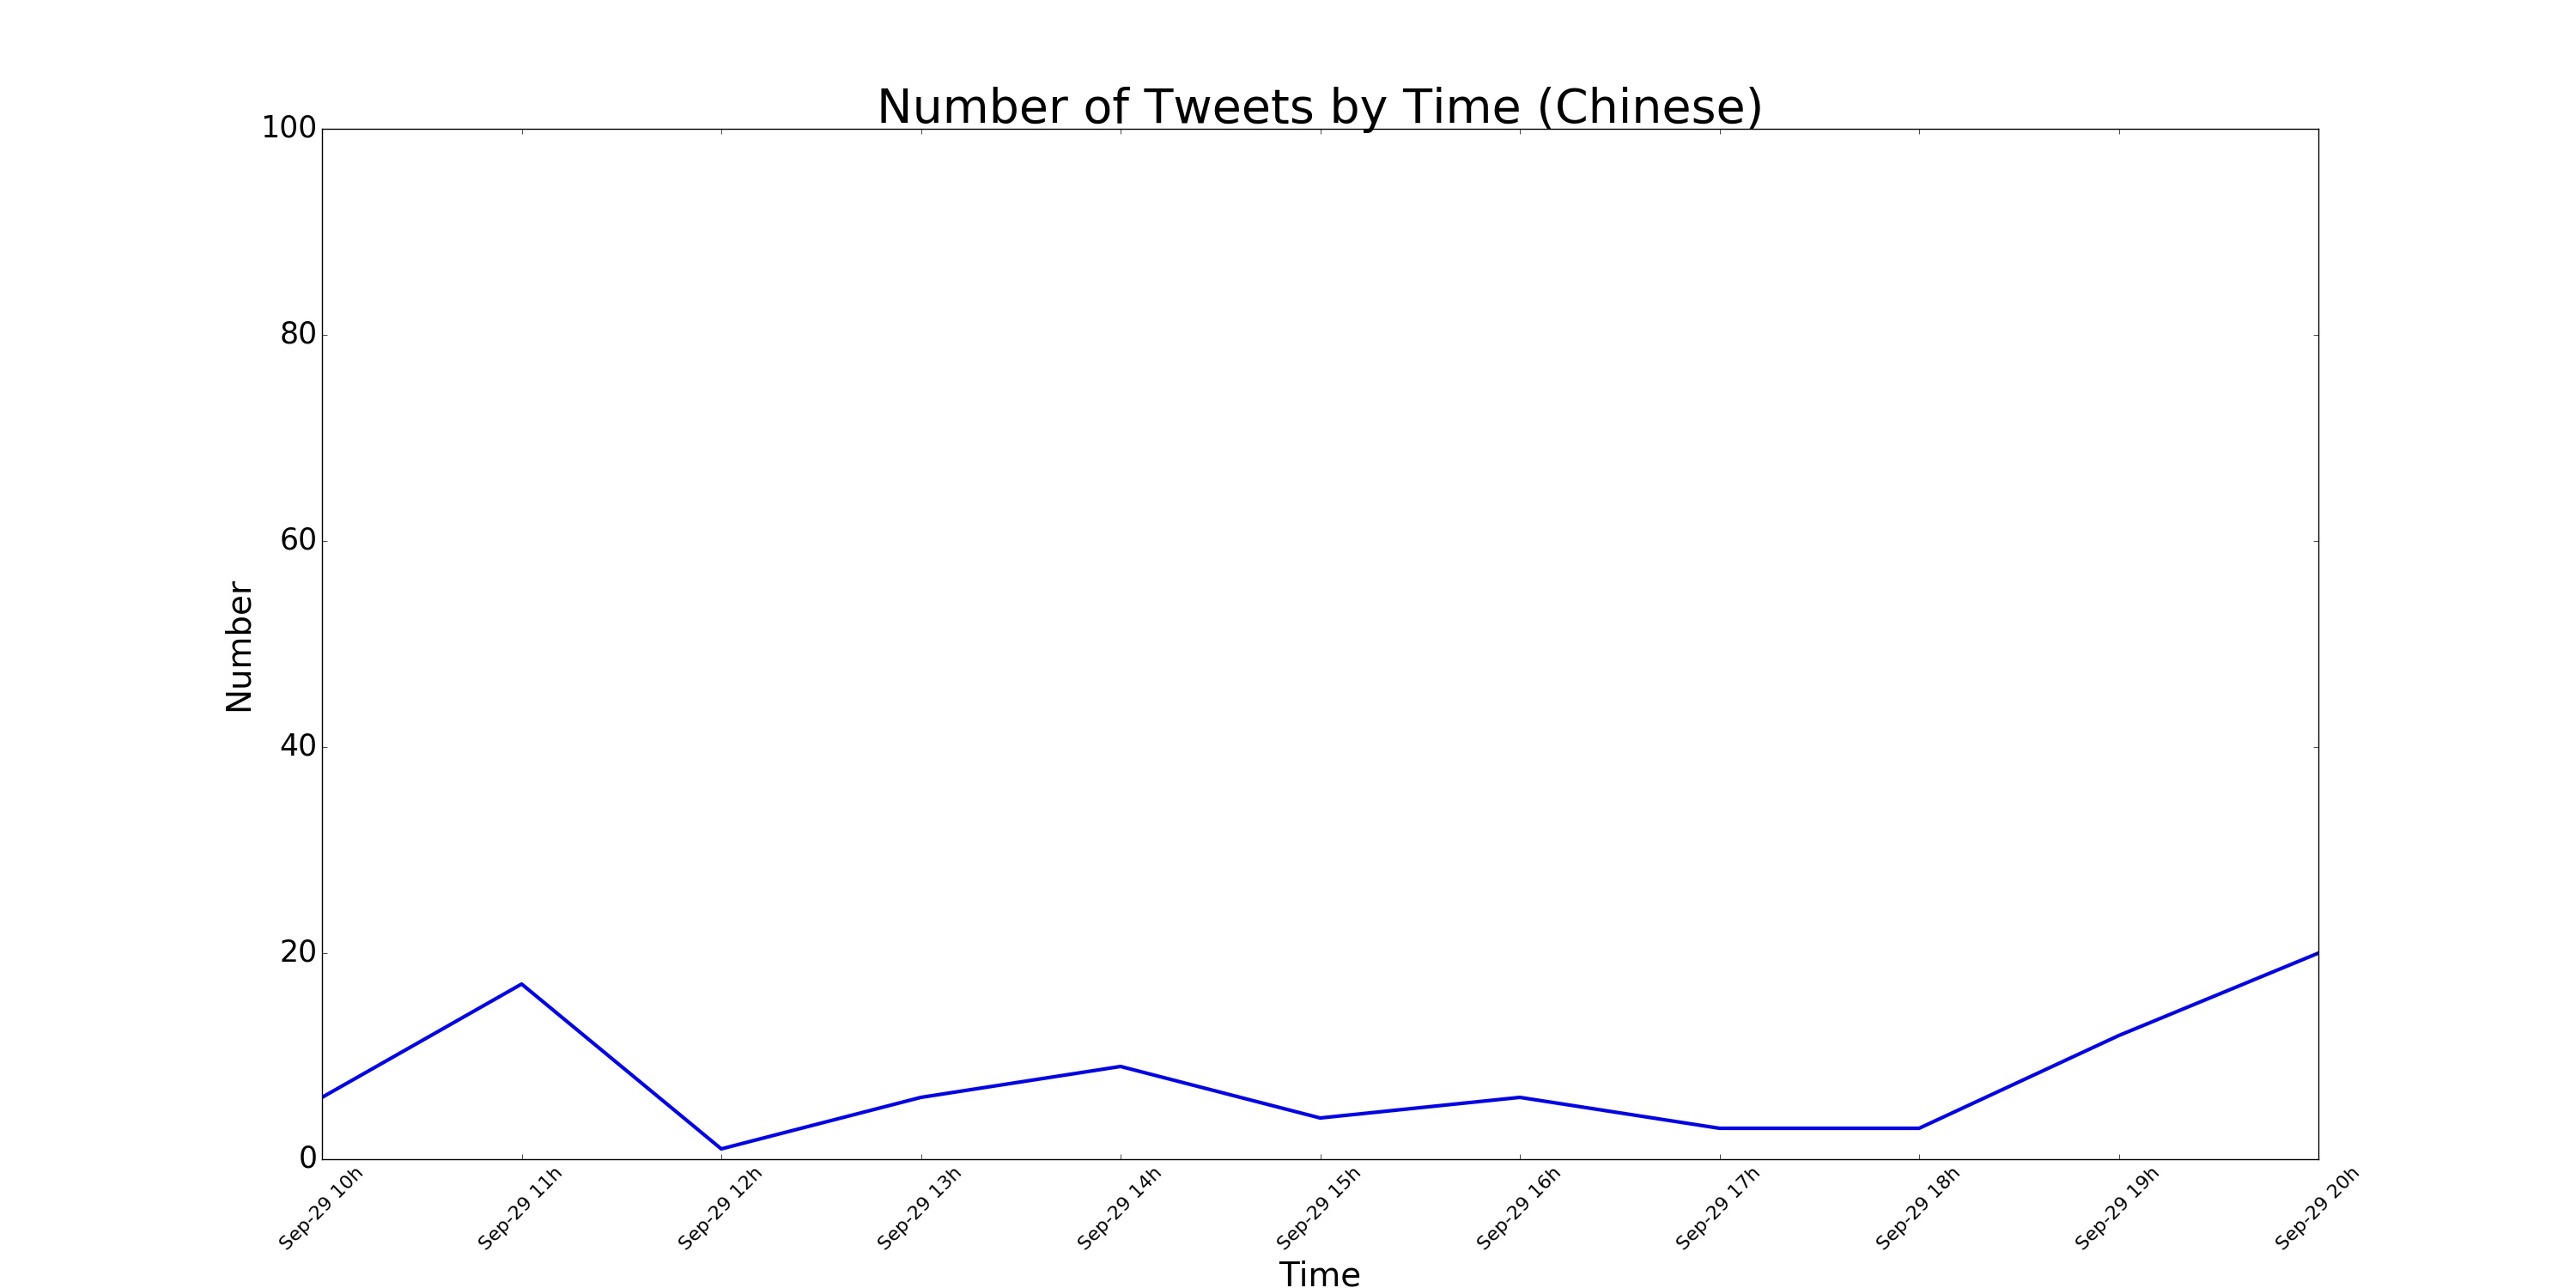 Number of Tweets by Time (Chinese)
100
80
60
40
20
0
Number
Sep-29 10h
Sep-29 11h
Sep-29 12h
Sep-29 13h
Sep-29 14h
Sep-29 15h
Sep-29 16h
Sep-29 17h
Sep-29 18h
Sep-29 19h
Sep-29 20h
Time